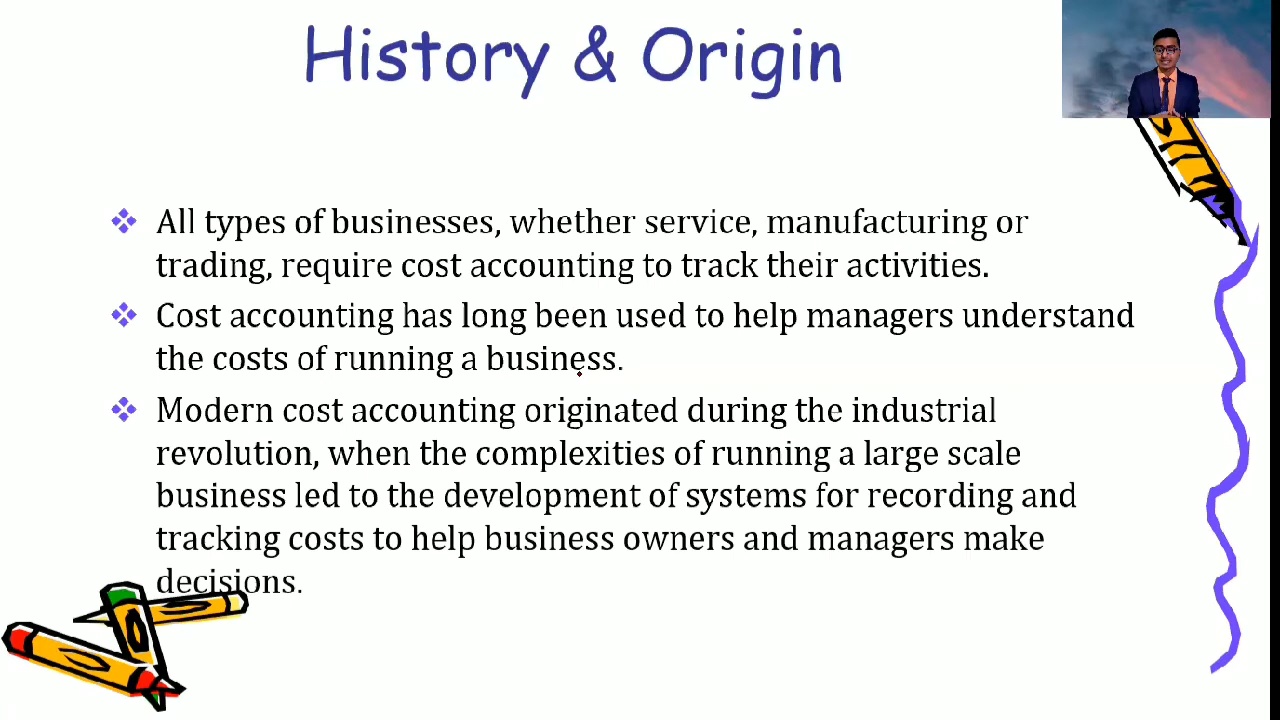 History & Origin
All types of businesses, whether service, manufacturing or
trading, require cost accounting to track their activities.
Cost accounting has long been used to help managers understand
the costs of running a business.
Modern cost accounting originated during the industrial
revolution, when the complexities of running a large scale
business led to the development of systems for recording and
tracking costs to help business owners and managers make
decisions.